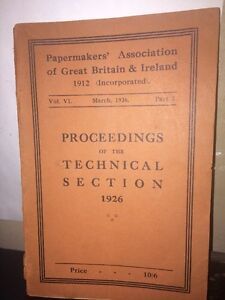 Papermakers' Association
of Great Britain & Ireland
1912 (Incorporated).
Vol. VI. March, 1926. Part 2.
PROCEEDINGS
OF THE
TECHNICAL
SECTION
1926
Price - - - 10/6